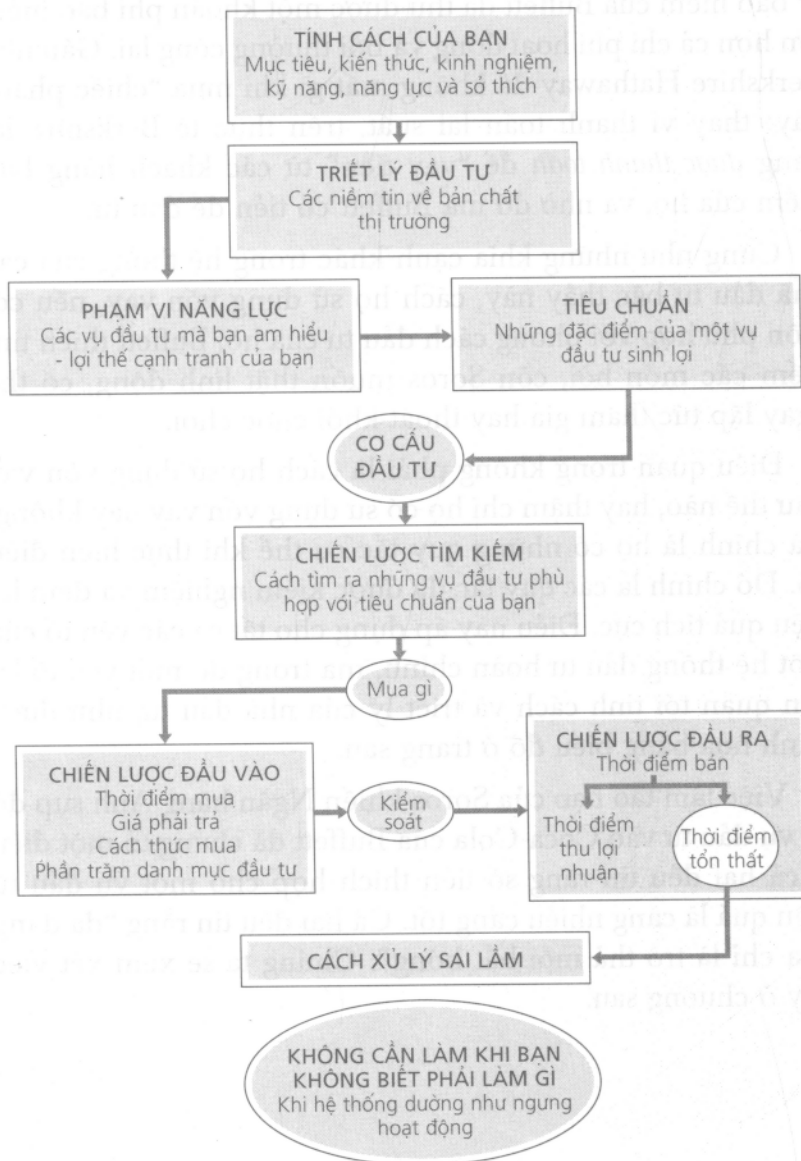 TÍNH CÁCH CỦA BẠN
Mục tiêu, kiến thức, kinh nghiệm,
kỹ năng, năng lực và sở thích
TRIẾT LÝ ĐẦU TƯ
Các niềm tin về bản chất
thị trường
PHẠM VI NĂNG LỰC
Các vụ đầu tư mà bạn am hiểu
- lợi thế cạnh tranh của bạn
TIÊU CHUẨN
Những đặc điểm của một vụ
đầu tư sinh lợi
CƠ CẤU
ĐẦU TƯ
CHIẾN LƯỢC TÌM KIẾM
Cách tìm ra những vụ đầu tư phù
hợp với tiêu chuẩn của bạn
Mua gì
CHIẾN LƯỢC ĐẦU VÀO
Thời điểm mua
Giá phải trả
Cách thức mua
Phần trăm danh mục đầu tư
Kiểm
soát
CHIẾN LƯỢC ĐẦU RA
Thời điểm bán
Thời điểm
thu lợi
nhuận
Thời điểm
tổn thất
CÁCH XỬ LÝ SAI LẦM
KHÔNG CẦN LÀM KHI BẠN
KHÔNG BIẾT PHẢI LÀM GÌ
Khi hệ thống dường như ngưng
hoạt động